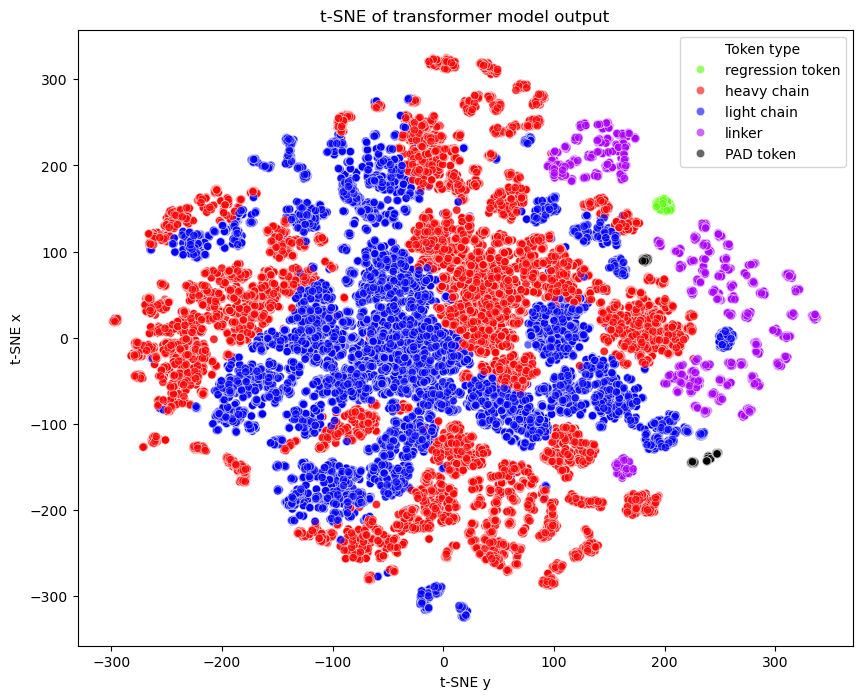 t-SNE of transformer model output
Token type
regression token
heavy chain
light chain
linker
PAD token
t-SNE x
300
200
100
0
−100
−200
−300
−300
−200
−100
0
100
200
300
t-SNE y